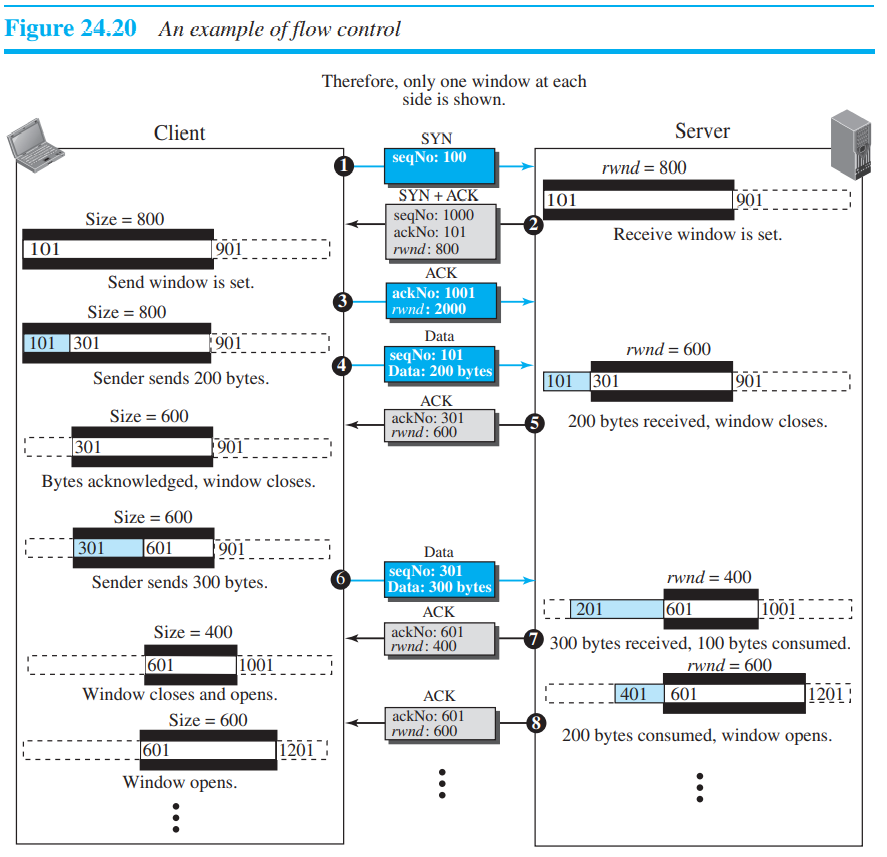 Figure 24.20 An example of flow control
Therefore, only one window at each
side is shown.
Client
Server
SYN
1
seqNo: 100
rwnd = 800
101 901
Receive window is set.
SYN + ACK
seqNo: 1000
ackNo: 101
rwnd: 800
2
Size = 800
101 901
Send window is set.
ACK
3
ackNo: 1001
rwnd: 2000
Size = 800
101 301 901
Sender sends 200 bytes.
Data
4
seqNo: 101
Data: 200 bytes
rwnd = 600
101 301 901
200 bytes received, window closes.
ACK
ackNo: 301
rwnd: 600
5
Size = 600
301 901
Bytes acknowledged, window closes.
Size = 600
301 601 901
Sender sends 300 bytes.
Data
6
seqNo: 301
Data: 300 bytes
rwnd = 400
201 601 1001
300 bytes received, 100 bytes consumed.
ACK
ackNo: 601
rwnd: 400
7
Size = 400
601 1001
Window closes and opens.
rwnd = 600
401 601 1201
200 bytes consumed, window opens.
ACK
ackNo: 601
rwnd: 600
8
Size = 600
601 1201
Window opens.